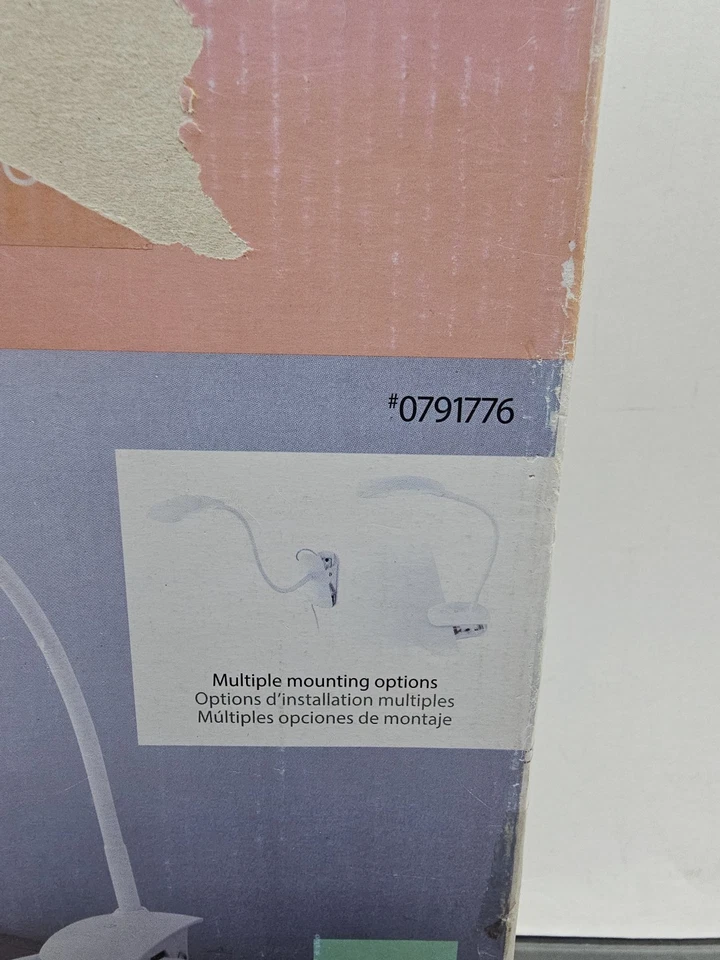 #0791776
Multiple mounting options
Options d'installation multiples
Múltiples opciones de montaje